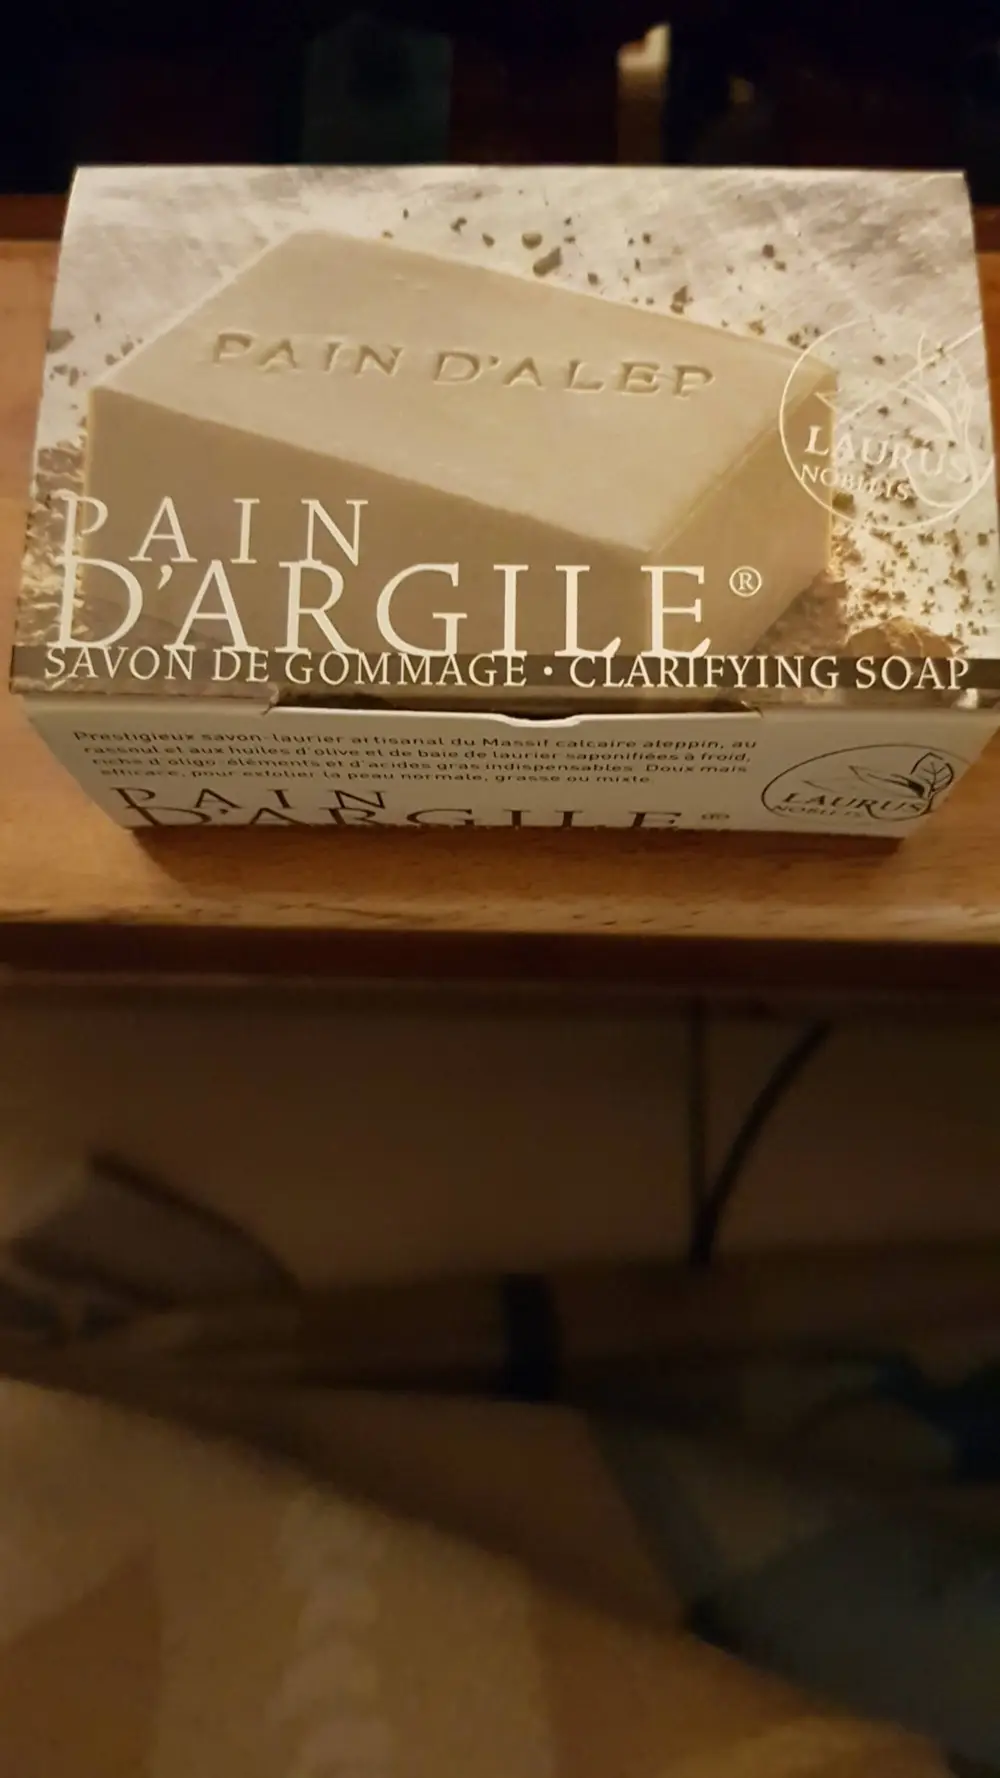 PAIN D'ALEP
LAURUS
NOBILIS
PAIN
D'ARGILE®
SAVON DE GOMMAGE · CLARIFYING SOAP
Prestigieux savon-laurier artisanal du Massif calcaire aleppin, au
rassoul et aux huiles d'olive et de baie de laurier saponifiées à froid,
riche d'oligo-éléments et d'acides gras indispensables. Doux mais
efficace, pour exfolier la peau normale, grasse ou mixte.
PAIN
D'ARGILE®
LAURUS
NOBILIS